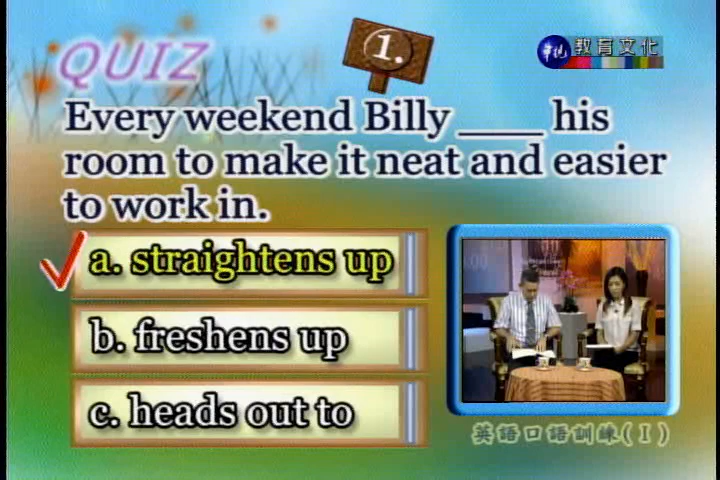 QUIZ
1.
華視 教育文化
Every weekend Billy ___ his
room to make it neat and easier
to work in.
a. straightens up
b. freshens up
c. heads out to
英語口語訓練(I)